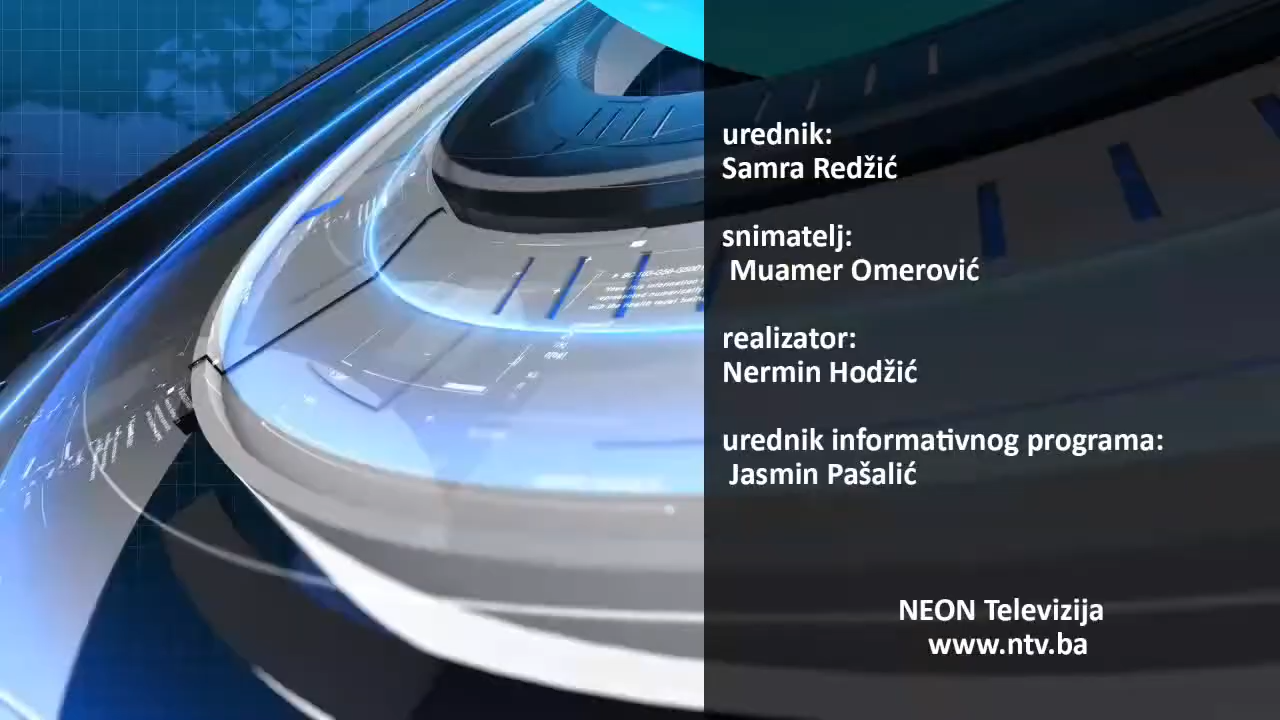 urednik:
Samra Redžić
snimatelj:
Muamer Omerović
realizator:
Nermin Hodžić
urednik informativnog programa:
Jasmin Pašalić
NEON Televizija
www.ntv.ba